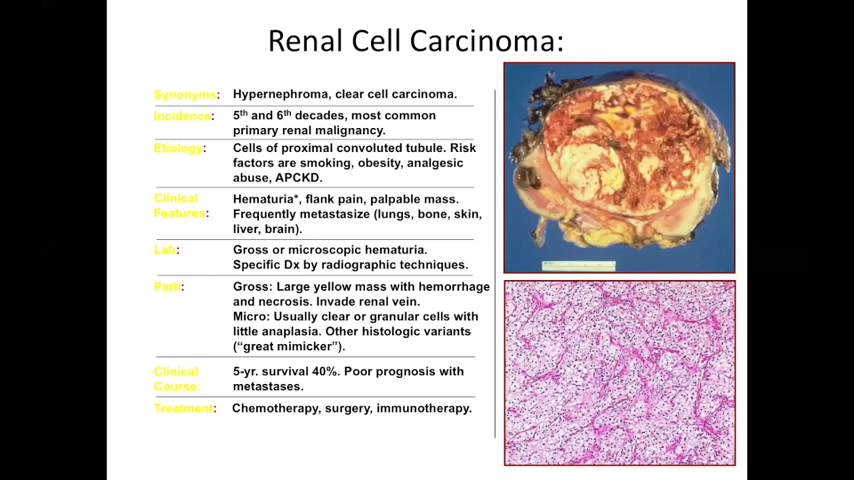 Renal Cell Carcinoma:
Synonyms: Hypernephroma, clear cell carcinoma.
Incidence: 5th and 6th decades, most common
primary renal malignancy.
Etiology: Cells of proximal convoluted tubule. Risk
factors are smoking, obesity, analgesic
abuse, APCKD.
Clinical Features: Hematuria*, flank pain, palpable mass.
Frequently metastasize (lungs, bone, skin,
liver, brain).
Lab: Gross or microscopic hematuria.
Specific Dx by radiographic techniques.
Path: Gross: Large yellow mass with hemorrhage
and necrosis. Invade renal vein.
Micro: Usually clear or granular cells with
little anaplasia. Other histologic variants
(“great mimicker”).
Clinical Course: 5-yr. survival 40%. Poor prognosis with
metastases.
Treatment: Chemotherapy, surgery, immunotherapy.